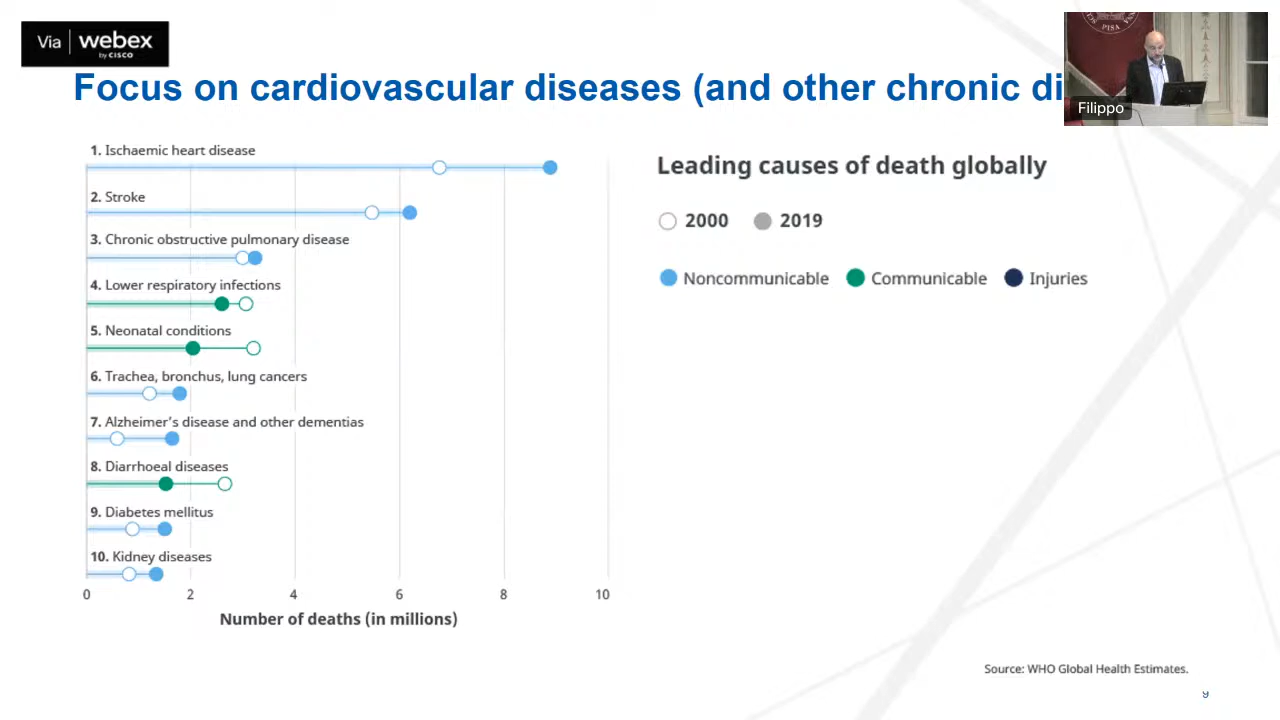 Via webex
by CISCO
Focus on cardiovascular diseases (and other chronic di
PISA
Filippo
1. Ischaemic heart disease
2. Stroke
3. Chronic obstructive pulmonary disease
4. Lower respiratory infections
5. Neonatal conditions
6. Trachea, bronchus, lung cancers
7. Alzheimer's disease and other dementias
8. Diarrhoeal diseases
9. Diabetes mellitus
10. Kidney diseases
0 2 4 6 8 10
Number of deaths (in millions)
Leading causes of death globally
2000 2019
Noncommunicable Communicable Injuries
Source: WHO Global Health Estimates.
9